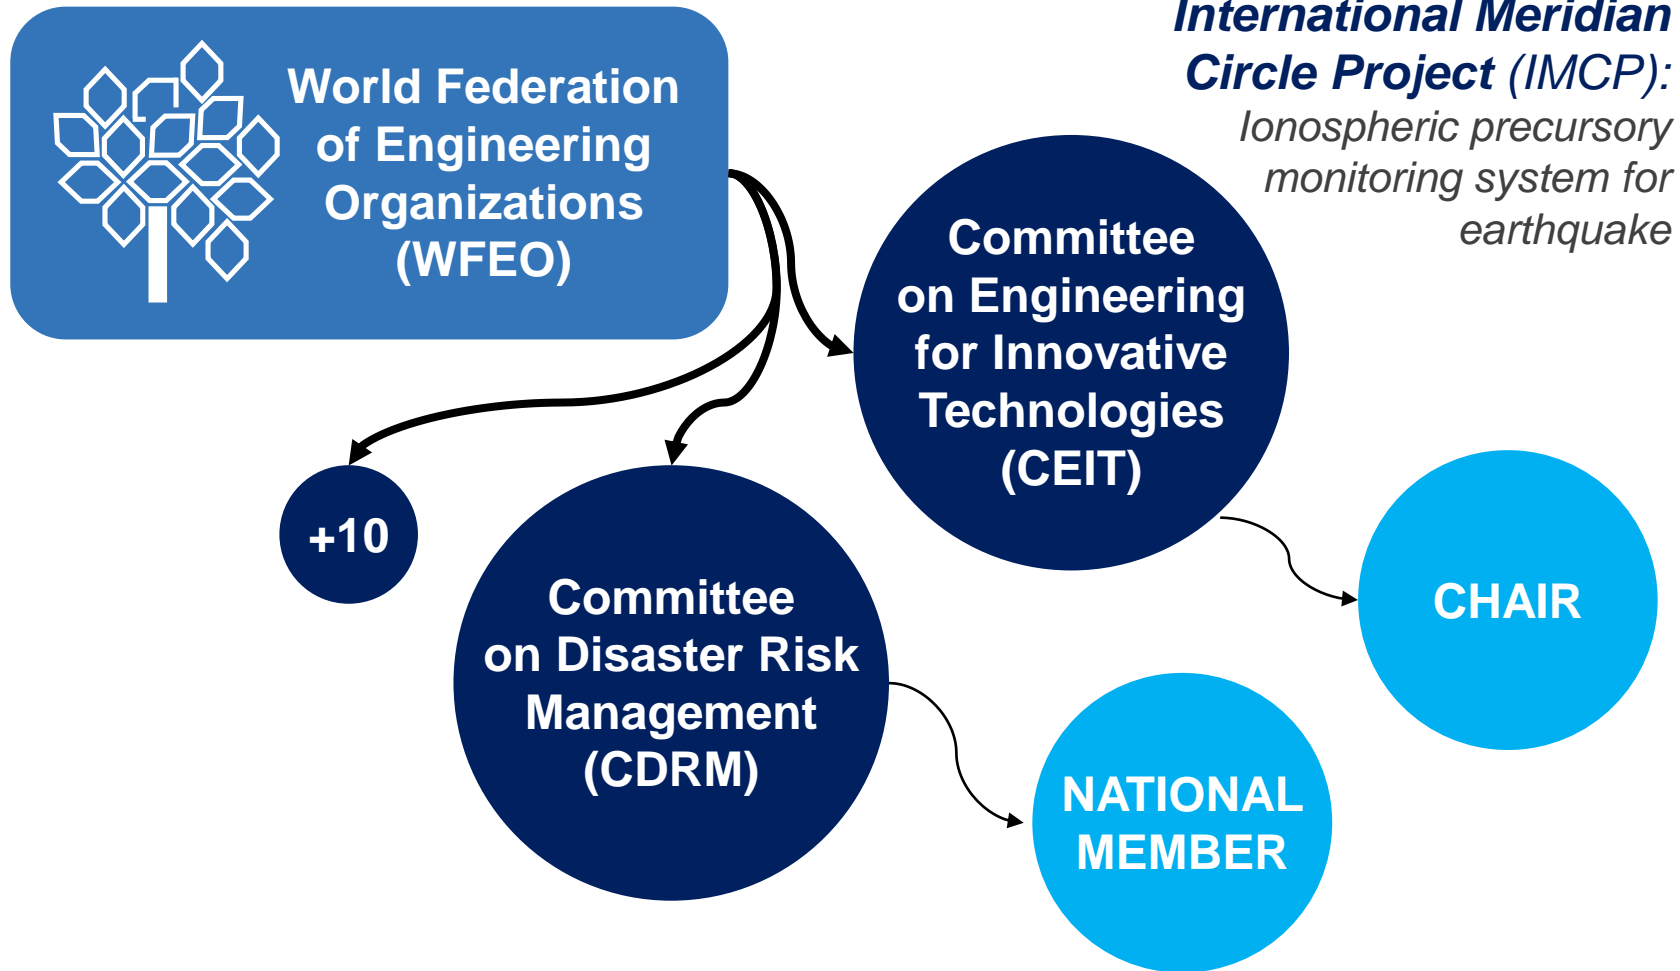 World Federation
of Engineering
Organizations
(WFEO)
International Meridian
Circle Project (IMCP):
Ionospheric precursory
monitoring system for
earthquake
Committee
on Engineering
for Innovative
Technologies
(CEIT)
+10
Committee
on Disaster Risk
Management
(CDRM)
CHAIR
NATIONAL
MEMBER